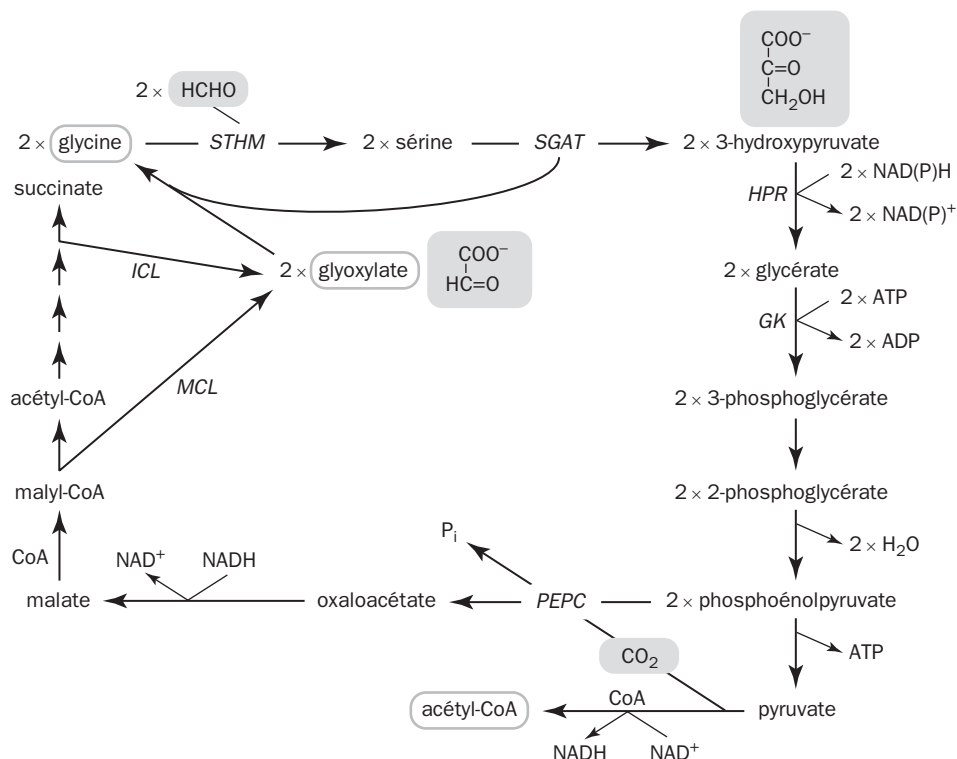 COO⁻
C=O
CH₂OH
2 × HCHO
2 × glycine
STHM
2 × sérine
SGAT
2 × 3-hydroxypyruvate
succinate
HPR
2 × NAD(P)H
2 × NAD(P)⁺
ICL
2 × glyoxylate
COO⁻
HC=O
2 × glycérate
GK
2 × ATP
2 × ADP
MCL
acétyl-CoA
2 × 3-phosphoglycérate
malyl-CoA
2 × 2-phosphoglycérate
Pᵢ
2 × H₂O
CoA
NAD⁺
NADH
malate
oxaloacétate
PEPC
2 × phosphoénolpyruvate
ATP
CO₂
acétyl-CoA
CoA
pyruvate
NADH
NAD⁺